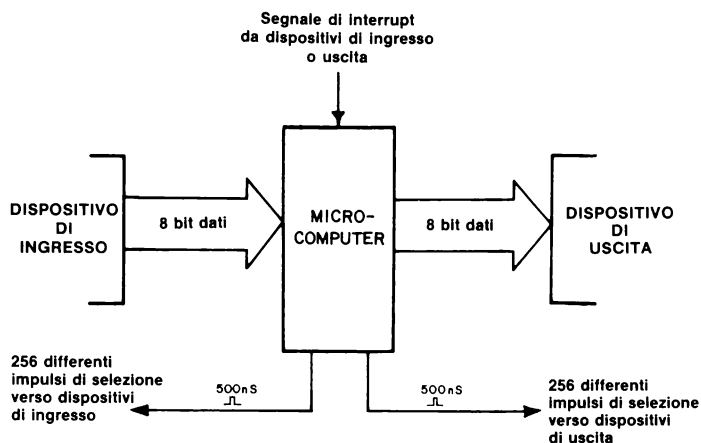 Segnale di interrupt
da dispositivi di ingresso
o uscita
DISPOSITIVO
DI
INGRESSO
8 bit dati
MICRO-
COMPUTER
8 bit dati
DISPOSITIVO
DI
USCITA
256 differenti
impulsi di selezione
verso dispositivi
di ingresso
500nS
500nS
256 differenti
impulsi di selezione
verso dispositivi
di uscita